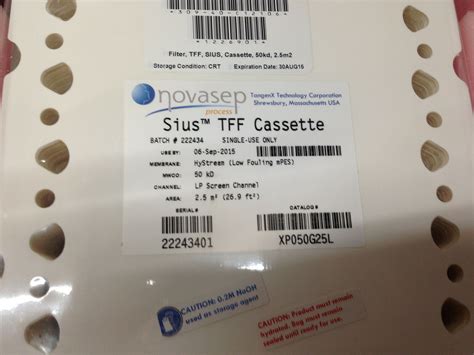 *309-40-C121064*
*1226901*
Filter, TFF, SIUS, Cassette, 50kd, 2.5m2
Storage Condition: CRT Expiration Date: 30AUG15
novasep
process
TangenX Technology Corporation
Shrewsbury, Massachusetts USA
Sius™ TFF Cassette
BATCH # 222434 SINGLE-USE ONLY
USE BY: 06-Sep-2015
MEMBRANE: HyStream (Low Fouling mPES)
MWCO: 50 kD
CHANNEL: LP Screen Channel
AREA: 2.5 m² (26.9 ft²)
SERIAL# CATALOG #
22243401 XP050G25L
CAUTION: 0.2M NaOH
used as storage agent
CAUTION: Product must remain
hydrated. Bag must remain
sealed until ready for use.